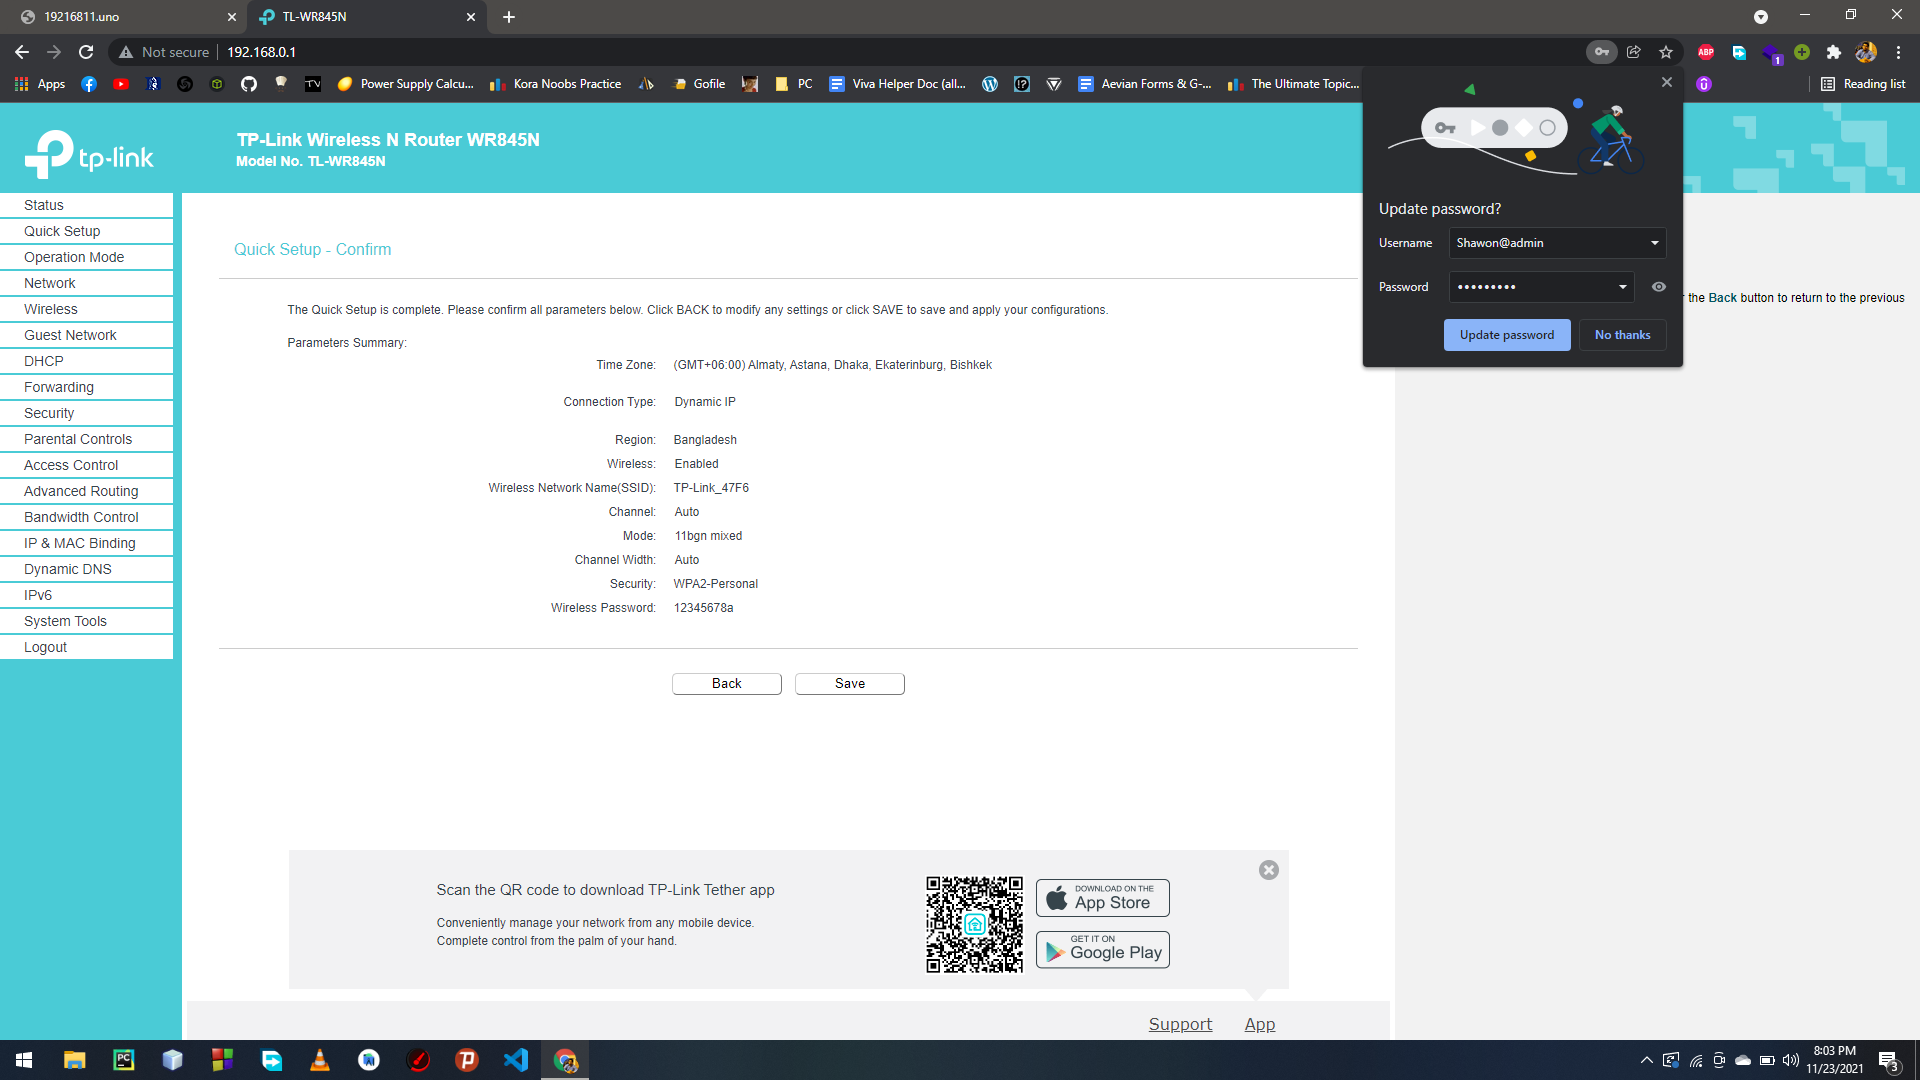 19216811.uno
TL-WR845N
Not secure
192.168.0.1
ABP
1
Apps
TV
Power Supply Calcu...
Kora Noobs Practice
Gofile
PC
Viva Helper Doc (all...
Aevian Forms & G-...
The Ultimate Topic...
Reading list
tp-link
TP-Link Wireless N Router WR845N
Model No. TL-WR845N
Status
Quick Setup
Operation Mode
Network
Wireless
Guest Network
DHCP
Forwarding
Security
Parental Controls
Access Control
Advanced Routing
Bandwidth Control
IP & MAC Binding
Dynamic DNS
IPv6
System Tools
Logout
Quick Setup - Confirm
The Quick Setup is complete. Please confirm all parameters below. Click BACK to modify any settings or click SAVE to save and apply your configurations.
Parameters Summary:
Time Zone: (GMT+06:00) Almaty, Astana, Dhaka, Ekaterinburg, Bishkek
Connection Type: Dynamic IP
Region: Bangladesh
Wireless: Enabled
Wireless Network Name(SSID): TP-Link_47F6
Channel: Auto
Mode: 11bgn mixed
Channel Width: Auto
Security: WPA2-Personal
Wireless Password: 12345678a
Back
Save
Update password?
Username Shawon@admin
Password •••••••••
Update password
No thanks
the Back button to return to the previous
Scan the QR code to download TP-Link Tether app
Conveniently manage your network from any mobile device.
Complete control from the palm of your hand.
DOWNLOAD ON THE
App Store
GET IT ON
Google Play
Support
App
PC
8:03 PM
11/23/2021
3